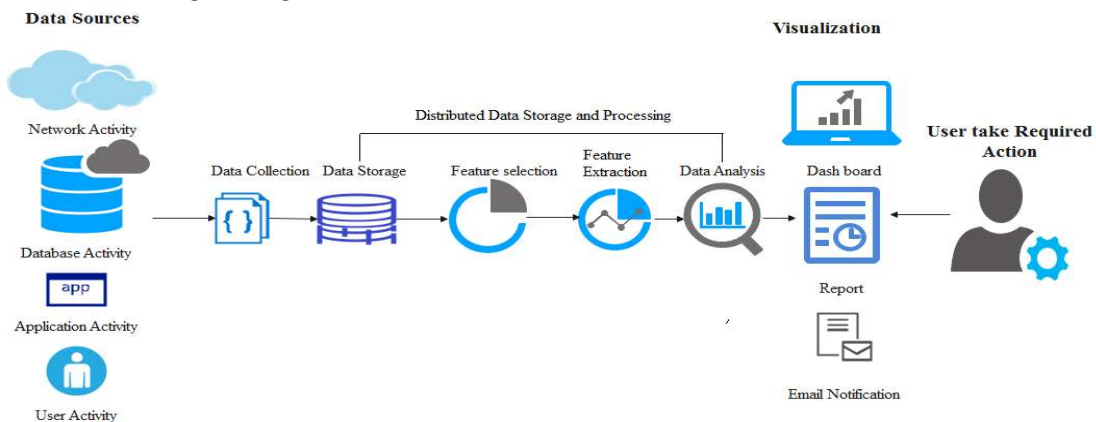 Data Sources
Visualization
Network Activity
Distributed Data Storage and Processing
User take Required
Action
Data Collection
Data Storage
Feature selection
Feature
Extraction
Data Analysis
Dash board
{ }
Database Activity
app
Report
Application Activity
Email Notification
User Activity